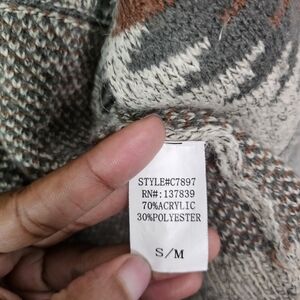 STYLE#C7897
RN#:137839
70%ACRYLIC
30%POLYESTER
S/M